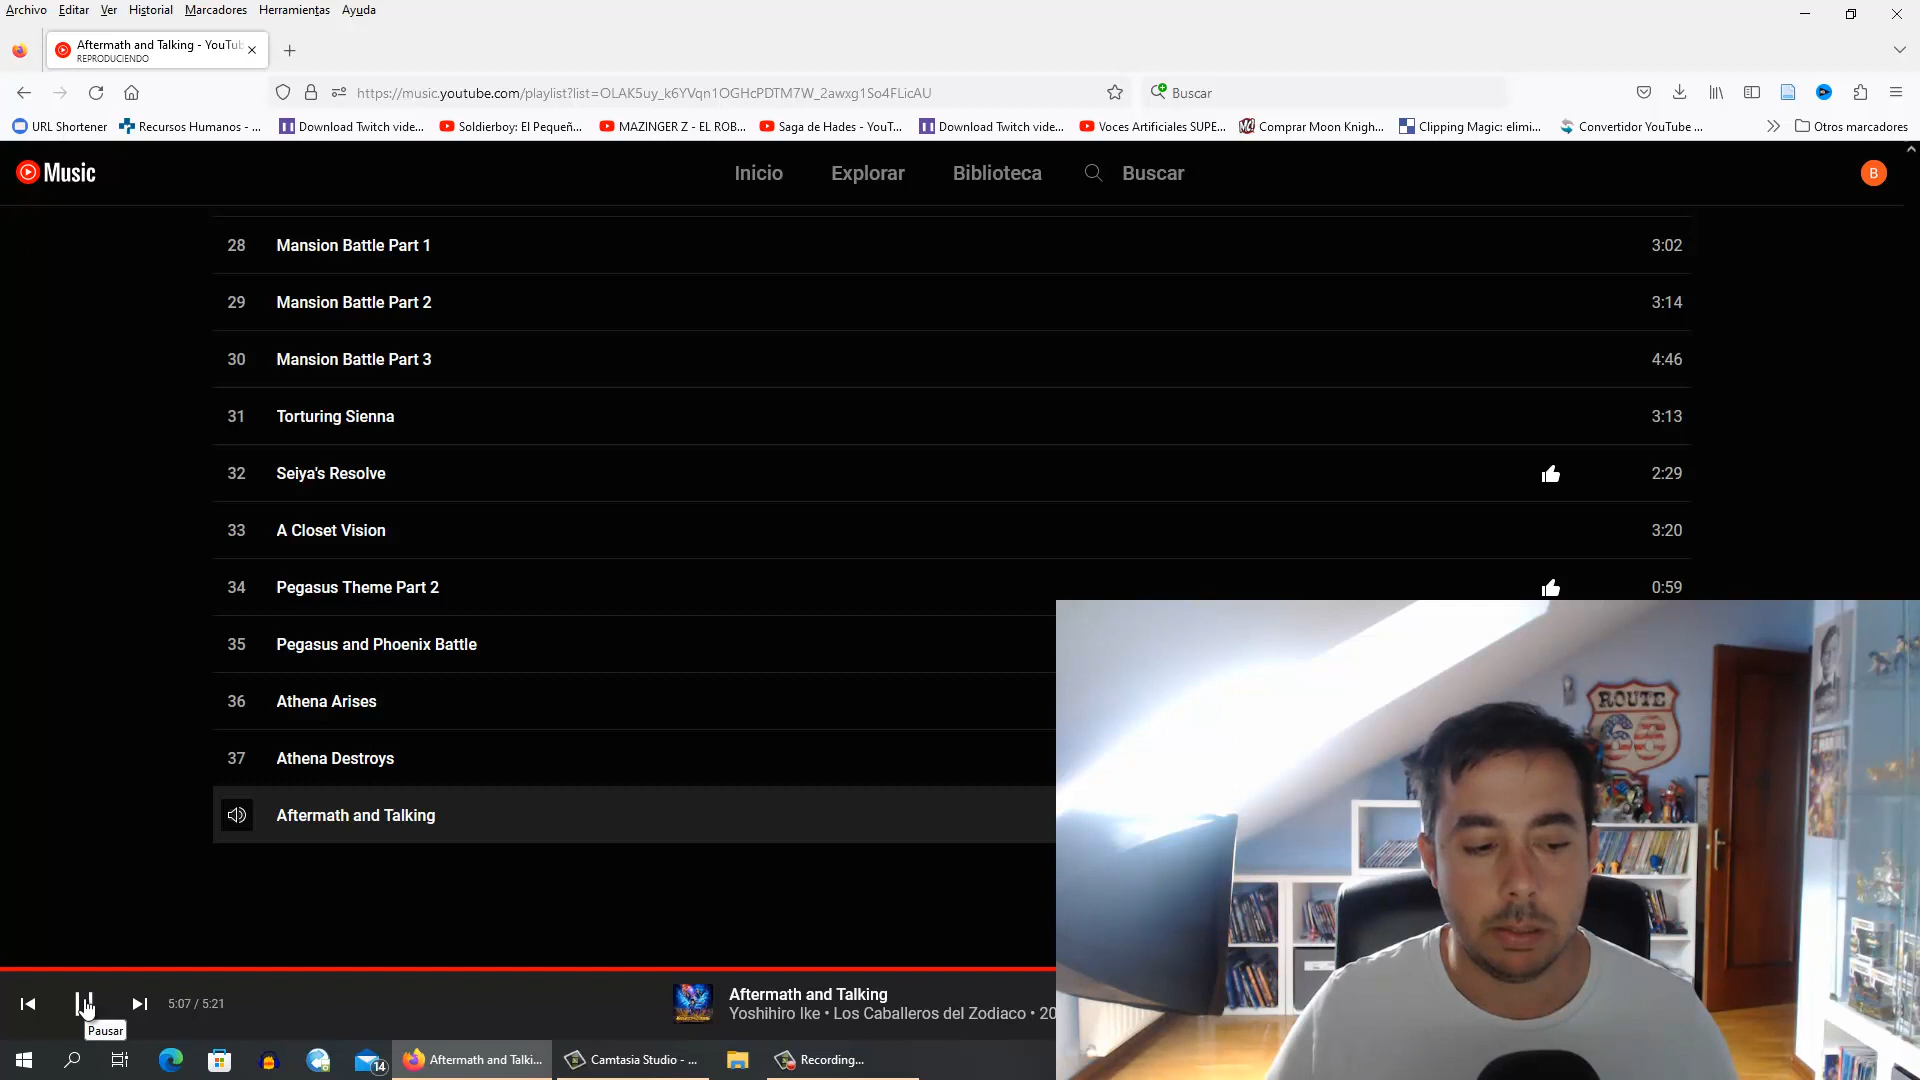 Archivo Editar Ver Historial Marcadores Herramientas Ayuda
Aftermath and Talking - YouTub
REPRODUCIENDO
https://music.youtube.com/playlist?list=OLAK5uy_k6YVqn1OGHcPDTM7W_2awxg1So4FLicAU
Buscar
URL Shortener
Recursos Humanos - ...
Download Twitch vide...
Soldierboy: El Pequeñ...
MAZINGER Z - EL ROB...
Saga de Hades - YouT...
Download Twitch vide...
Voces Artificiales SUPE...
Comprar Moon Knigh...
Clipping Magic: elimi...
Convertidor YouTube ...
Otros marcadores
Music
Inicio
Explorar
Biblioteca
Buscar
B
28 Mansion Battle Part 1 3:02
29 Mansion Battle Part 2 3:14
30 Mansion Battle Part 3 4:46
31 Torturing Sienna 3:13
32 Seiya's Resolve 2:29
33 A Closet Vision 3:20
34 Pegasus Theme Part 2 0:59
35 Pegasus and Phoenix Battle
36 Athena Arises
37 Athena Destroys
Aftermath and Talking
ROUTE
66
5:07 / 5:21
Pausar
Aftermath and Talking
Yoshihiro Ike • Los Caballeros del Zodiaco • 20
14
Aftermath and Talki...
Camtasia Studio - ...
Recording...